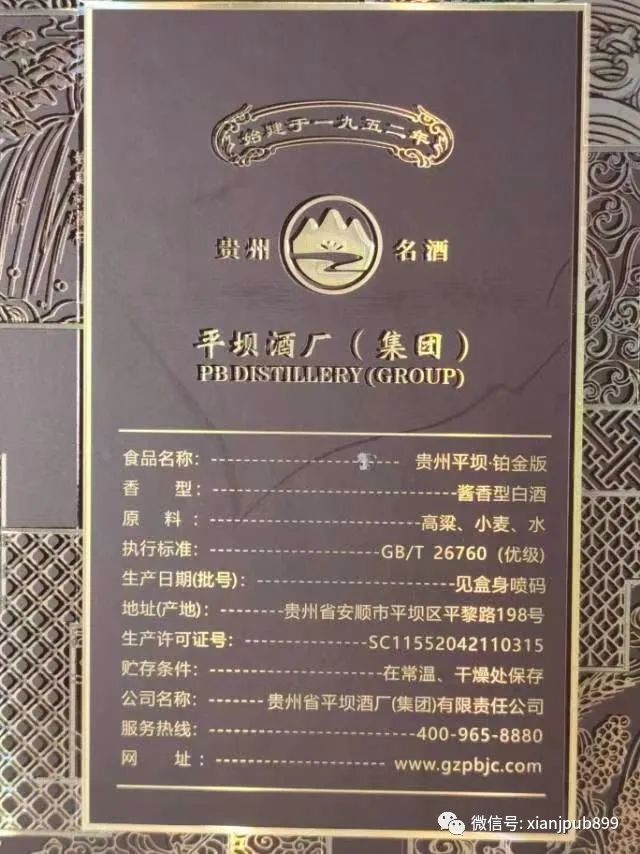 始建于一九五二年
贵州 名酒
平坝酒厂（集团）
PB DISTILLERY (GROUP)
食品名称：贵州平坝·铂金版
香 型：酱香型白酒
原 料：高粱、小麦、水
执行标准：GB/T 26760 (优级)
生产日期(批号)：见盒身喷码
地址(产地)：贵州省安顺市平坝区平黎路198号
生产许可证号：SC11552042110315
贮存条件：在常温、干燥处保存
公司名称：贵州省平坝酒厂(集团)有限责任公司
服务热线：400-965-8880
网 址：www.gzpbjc.com
微信号: xianjpub899